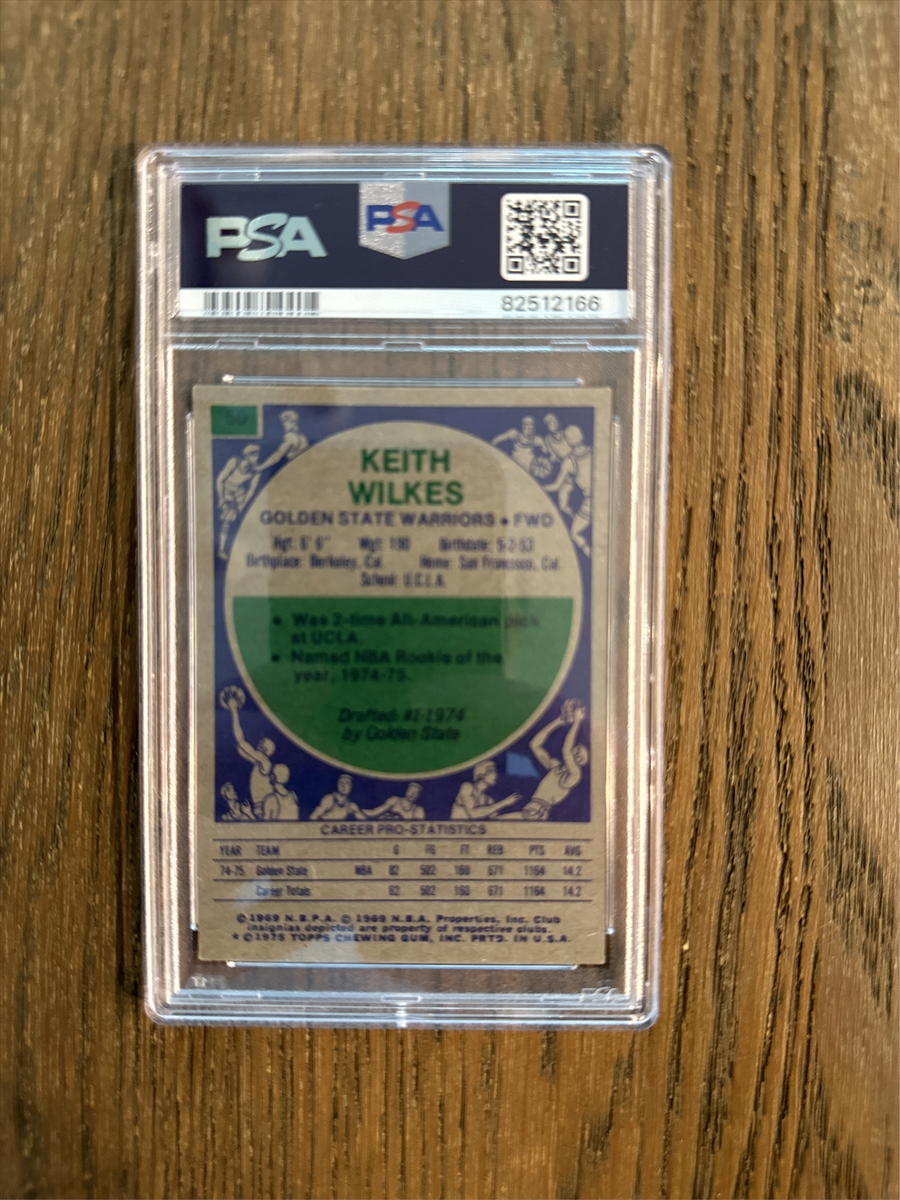 PSA
PSA
82512166
50
KEITH
WILKES
GOLDEN STATE WARRIORS • FWD
Hgt: 6' 6" Wgt: 190 Birthdate: 5-2-53
Birthplace: Berkeley, Cal. Home: San Francisco, Cal.
School: U.C.L.A.
• Was 2-time All-American pick
at UCLA.
• Named NBA Rookie of the
year, 1974-75.
Drafted: #1-1974
by Golden State
CAREER PRO-STATISTICS
YEAR TEAM G FG FT REB PTS AVG
74-75 Golden State NBA 82 502 160 671 1164 14.2
Career Totals 82 502 160 671 1164 14.2
©1969 N.B.P.A. ©1969 N.B.A. Properties, Inc. Club
insignias depicted are property of respective clubs.
*©1975 TOPPS CHEWING GUM, INC. PRTD. IN U.S.A.